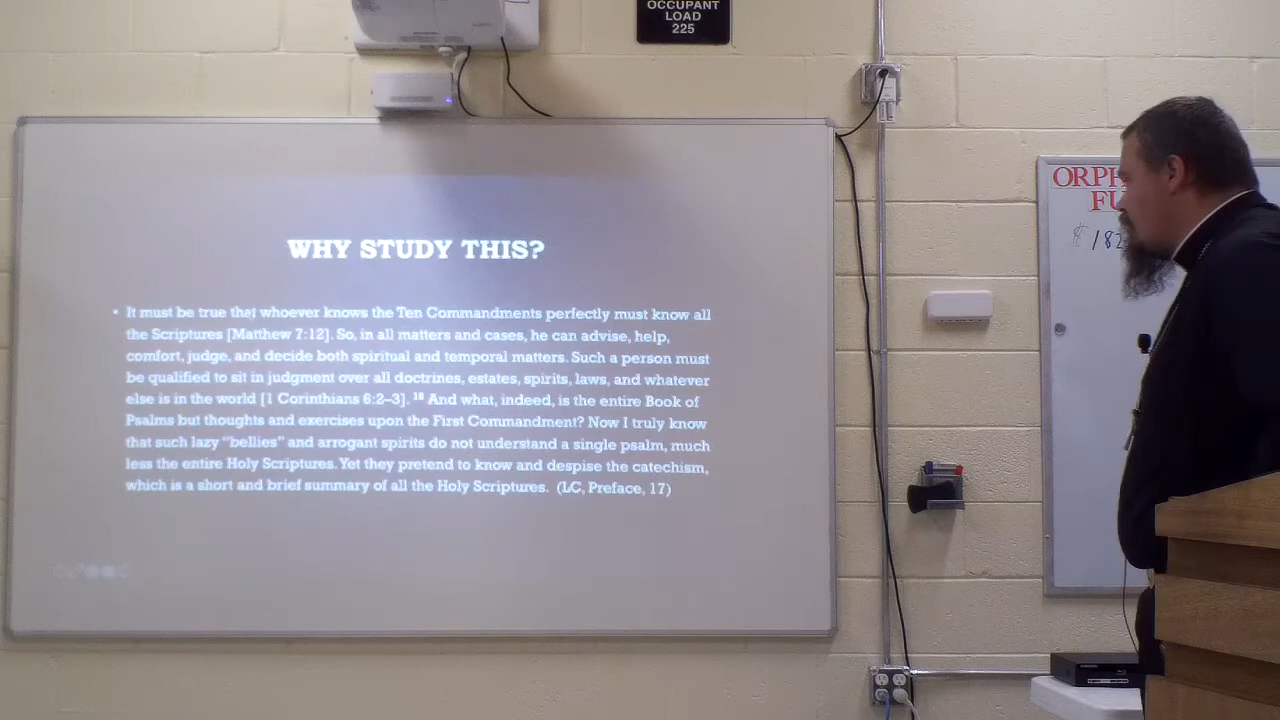 OCCUPANT
LOAD
225
WHY STUDY THIS?
• It must be true that whoever knows the Ten Commandments perfectly must know all
the Scriptures [Matthew 7:12]. So, in all matters and cases, he can advise, help,
comfort, judge, and decide both spiritual and temporal matters. Such a person must
be qualified to sit in judgment over all doctrines, estates, spirits, laws, and whatever
else is in the world [1 Corinthians 6:2–3]. 18 And what, indeed, is the entire Book of
Psalms but thoughts and exercises upon the First Commandment? Now I truly know
that such lazy “bellies” and arrogant spirits do not understand a single psalm, much
less the entire Holy Scriptures. Yet they pretend to know and despise the catechism,
which is a short and brief summary of all the Holy Scriptures. (LC, Preface, 17)
ORPH
FU
$182